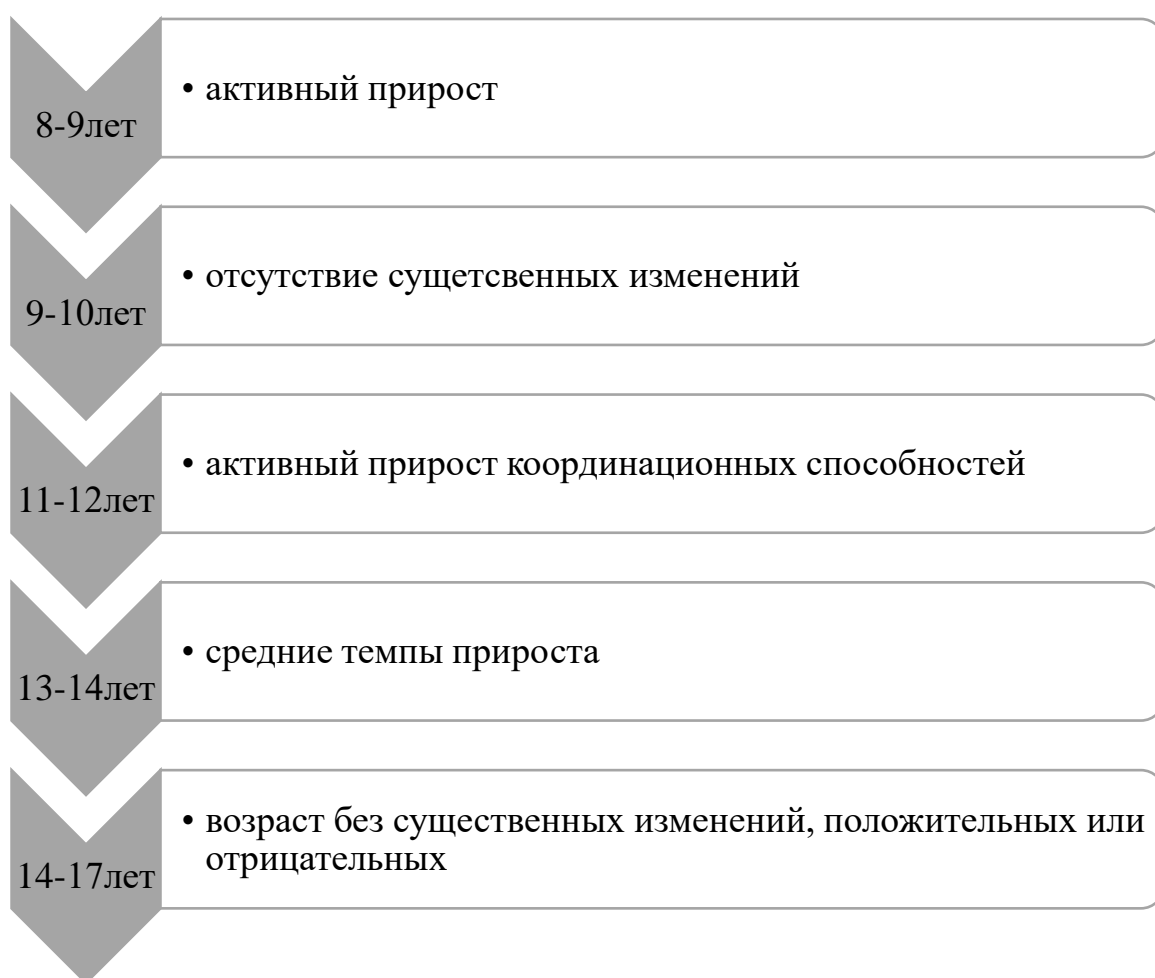 8-9лет
• активный прирост
9-10лет
• отсутствие сущетсвенных изменений
11-12лет
• активный прирост координационных способностей
13-14лет
• средние темпы прироста
14-17лет
• возраст без существенных изменений, положительных или
отрицательных